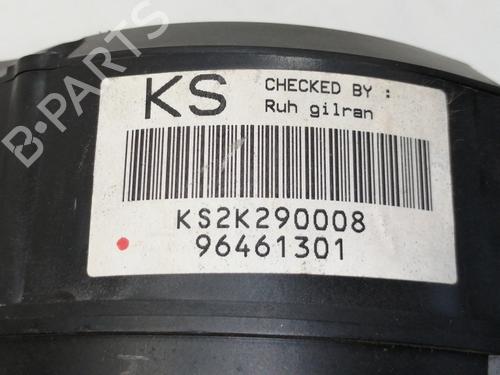 B-PARTS
KS
CHECKED BY :
Ruh gilran
KS2K290008
96461301